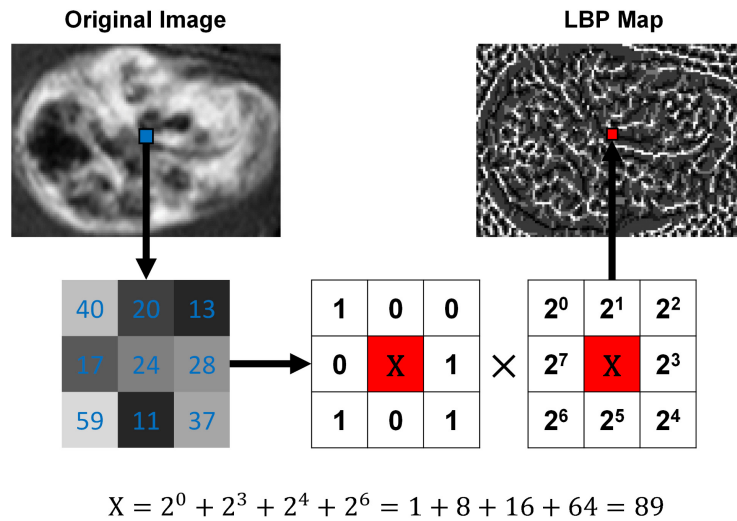 Original Image LBP Map
40 20 13 1 0 0 2⁰ 2¹ 2²
17 24 28 0 X 1 × 2⁷ X 2³
59 11 37 1 0 1 2⁶ 2⁵ 2⁴
X = 2⁰ + 2³ + 2⁴ + 2⁶ = 1 + 8 + 16 + 64 = 89